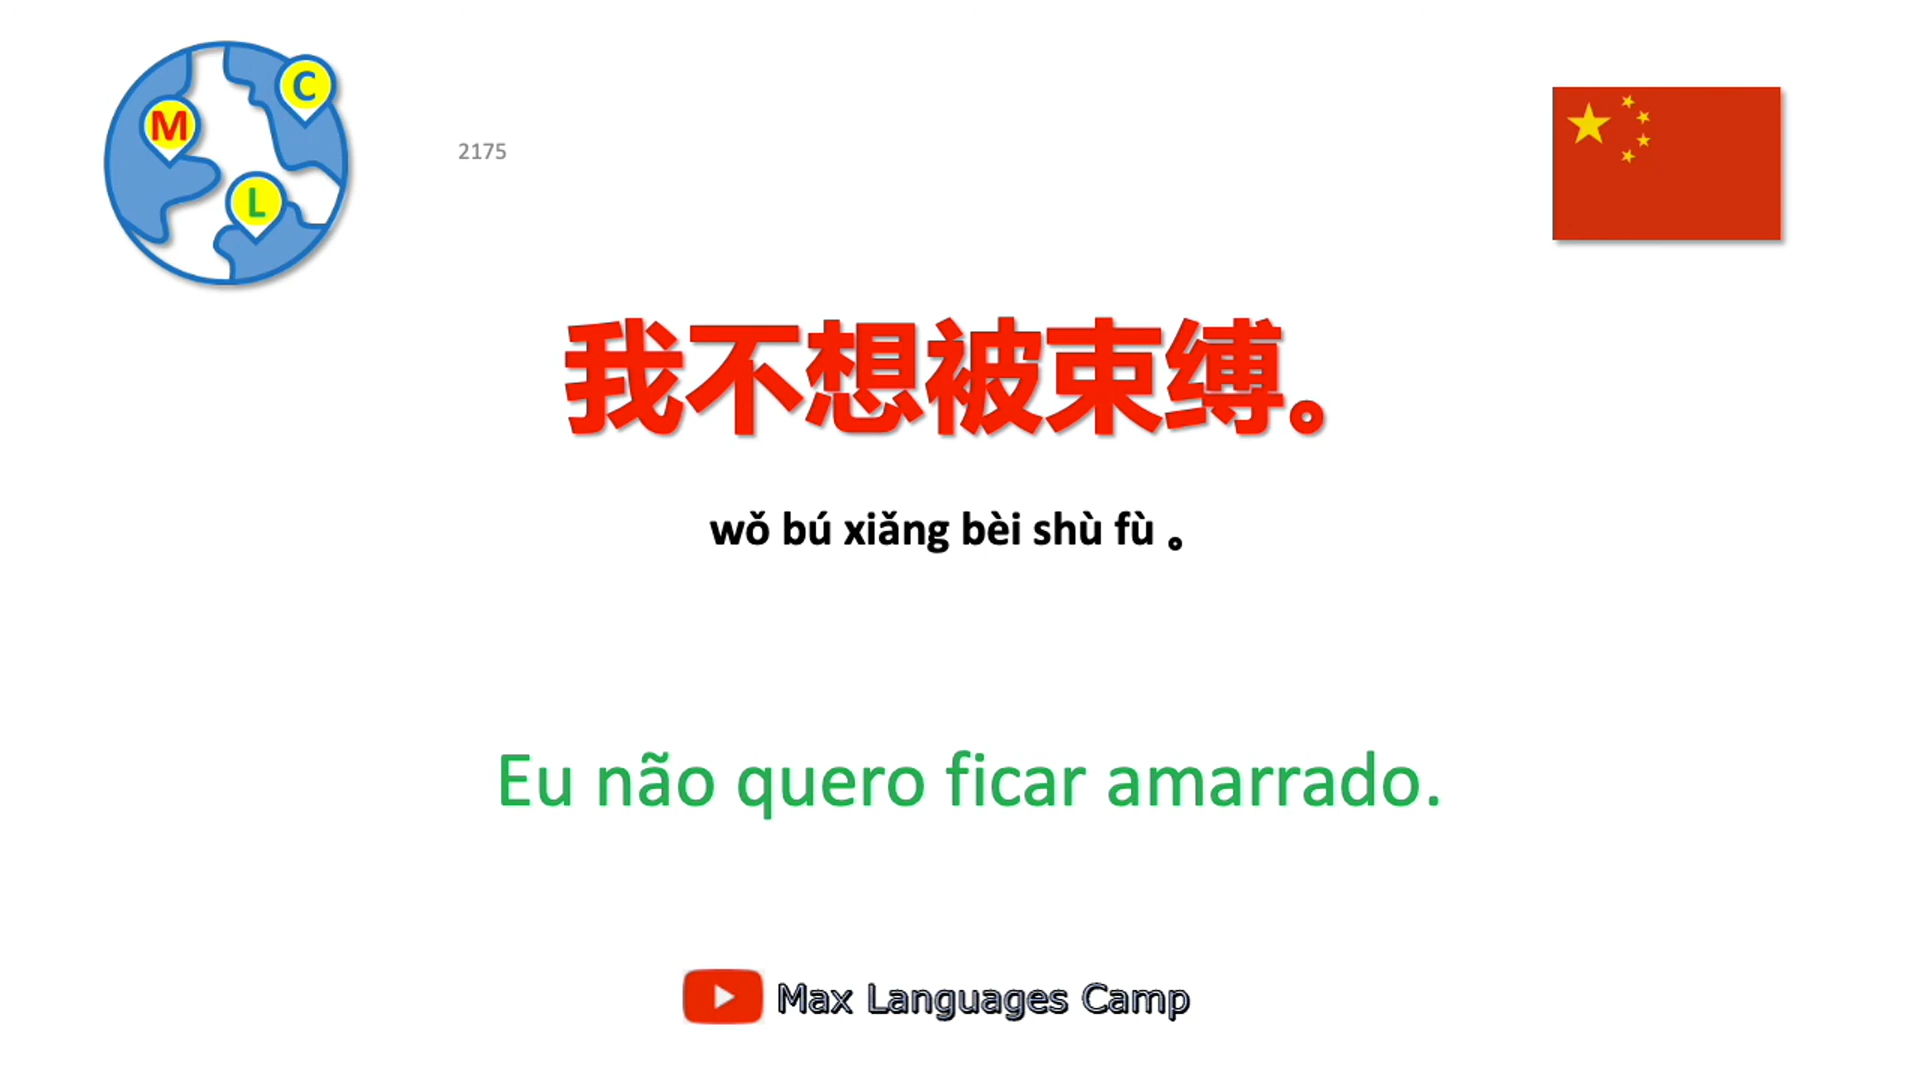 C
M
L
2175
我不想被束缚。
wǒ bú xiǎng bèi shù fù 。
Eu não quero ficar amarrado.
Max Languages Camp